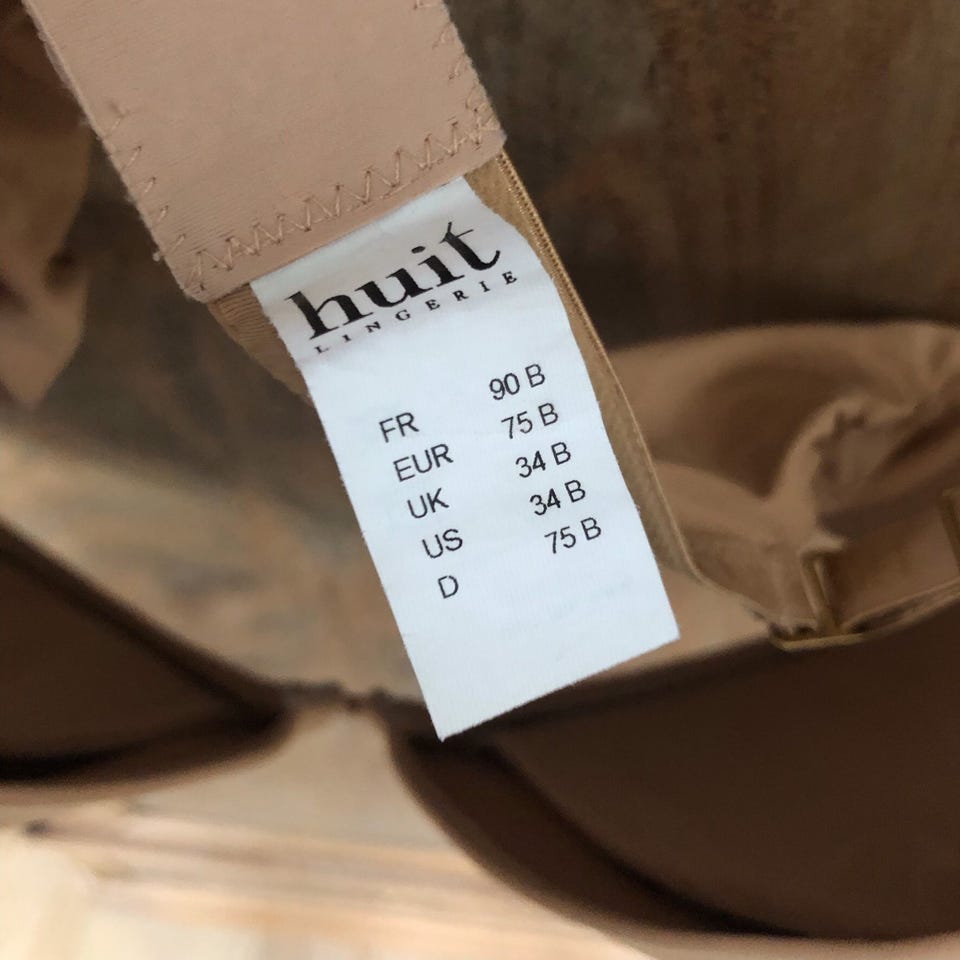 huit
LINGERIE
FR 90 B
EUR 75 B
UK 34 B
US 34 B
D 75 B